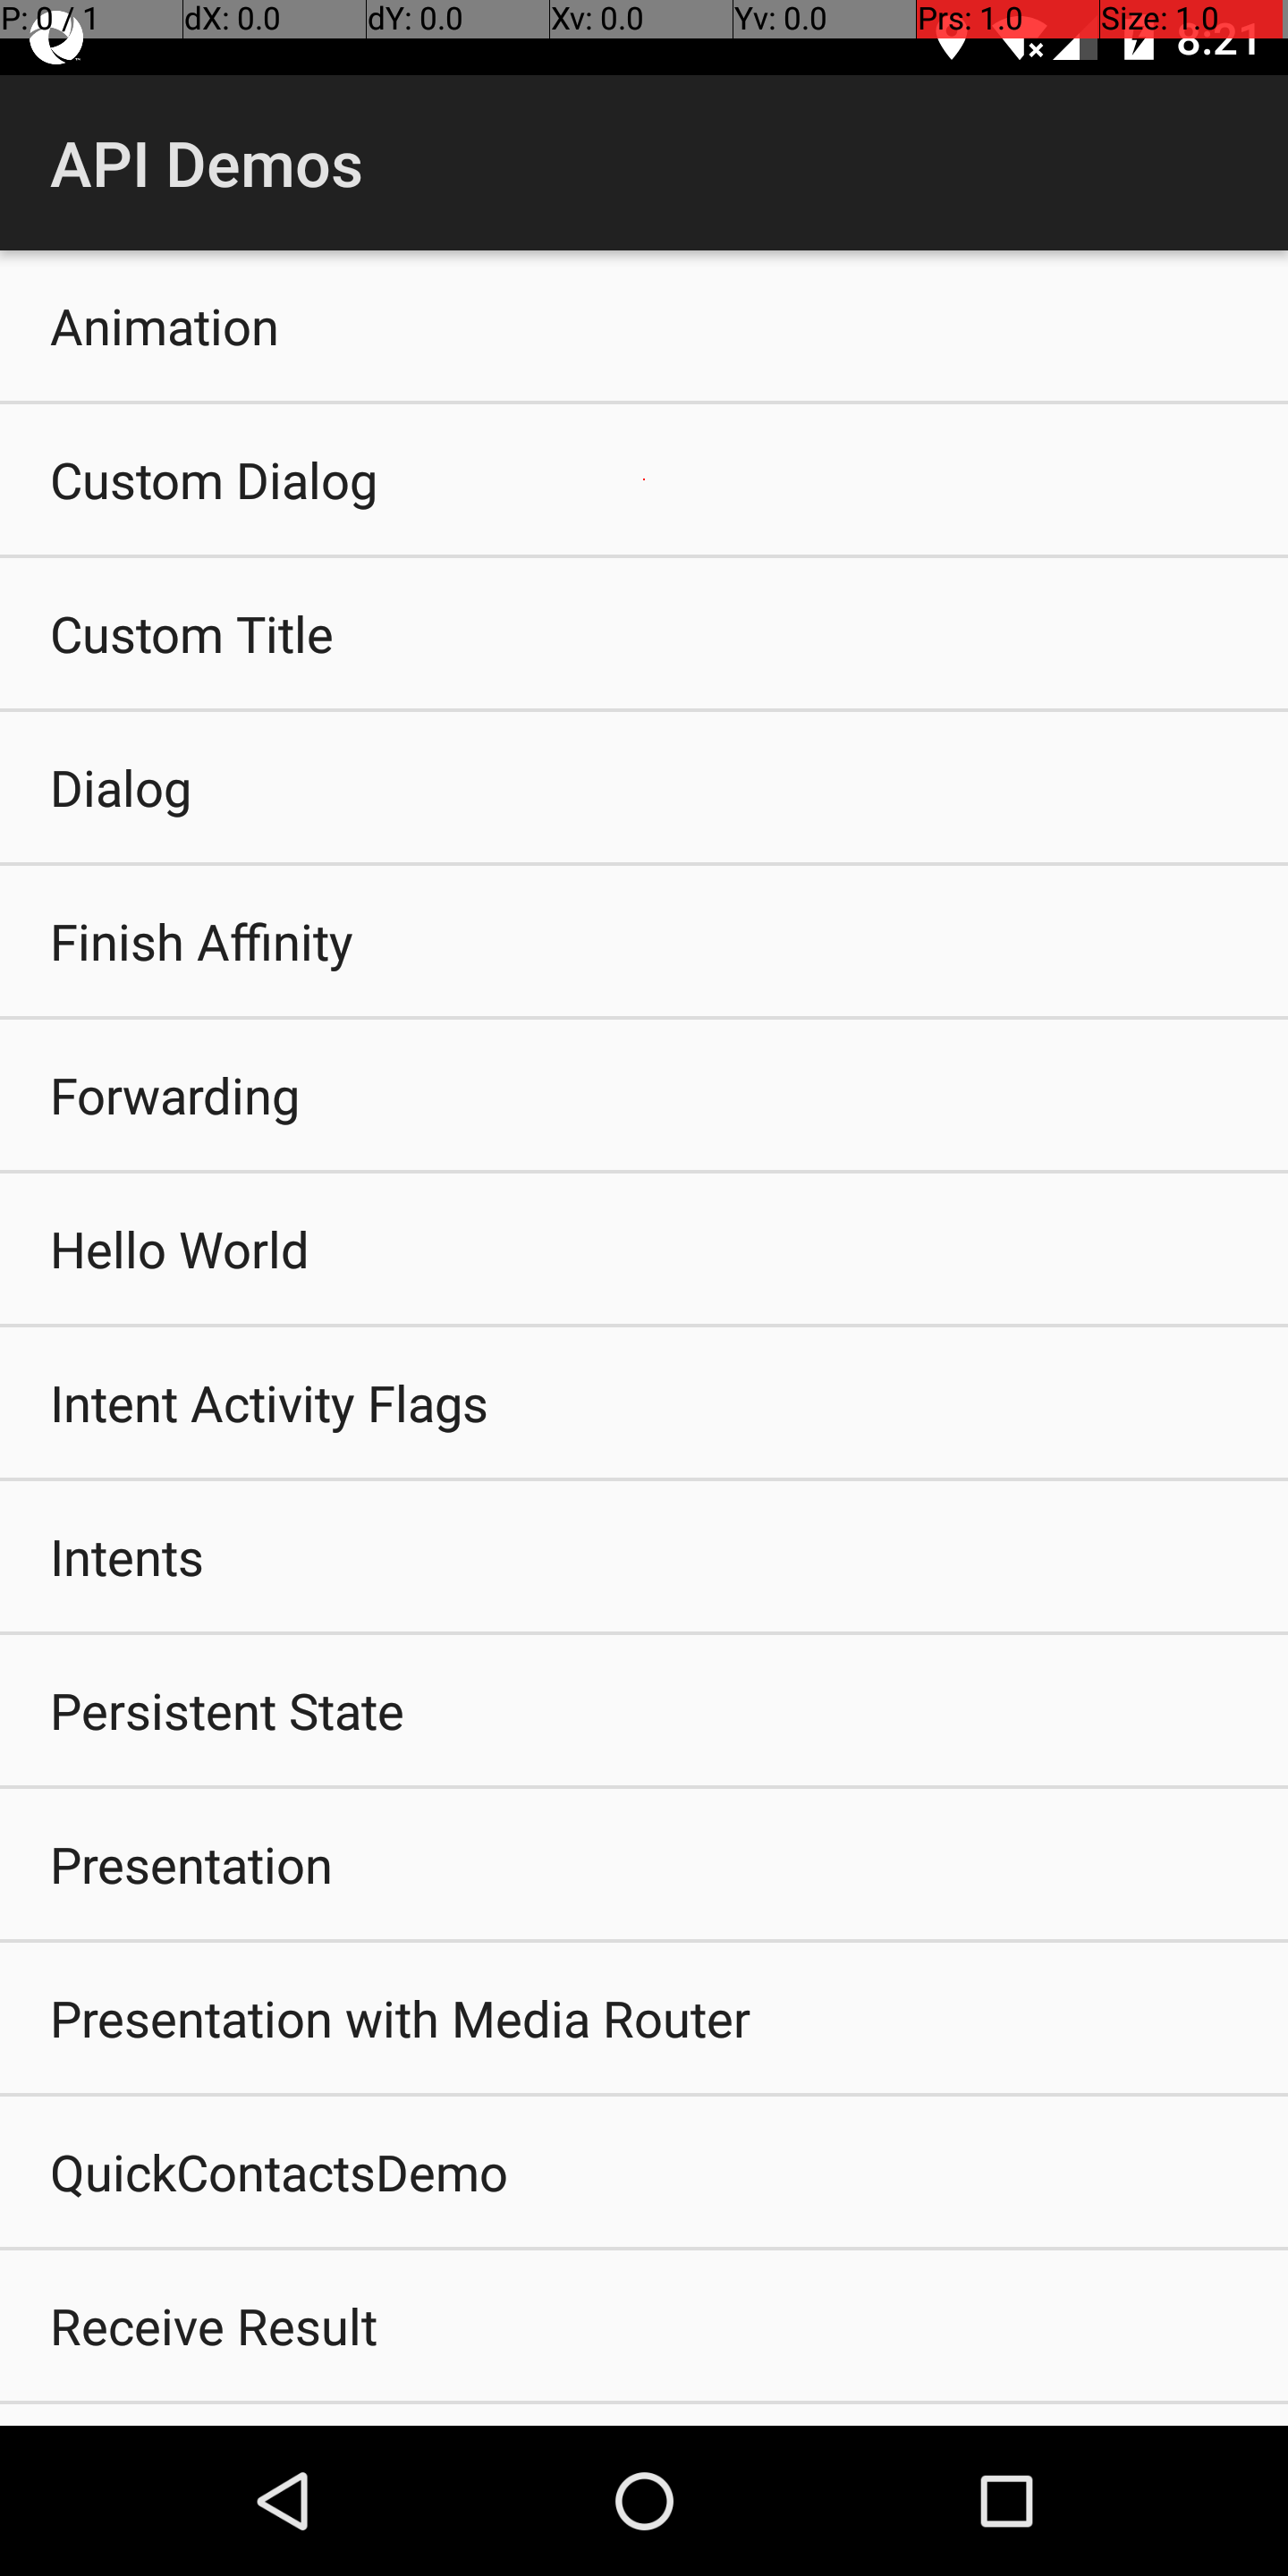 P: 0 / 1 dX: 0.0 dY: 0.0 Xv: 0.0 Yv: 0.0 Prs: 1.0 Size: 1.0
8:21
API Demos
Animation
Custom Dialog
Custom Title
Dialog
Finish Affinity
Forwarding
Hello World
Intent Activity Flags
Intents
Persistent State
Presentation
Presentation with Media Router
QuickContactsDemo
Receive Result